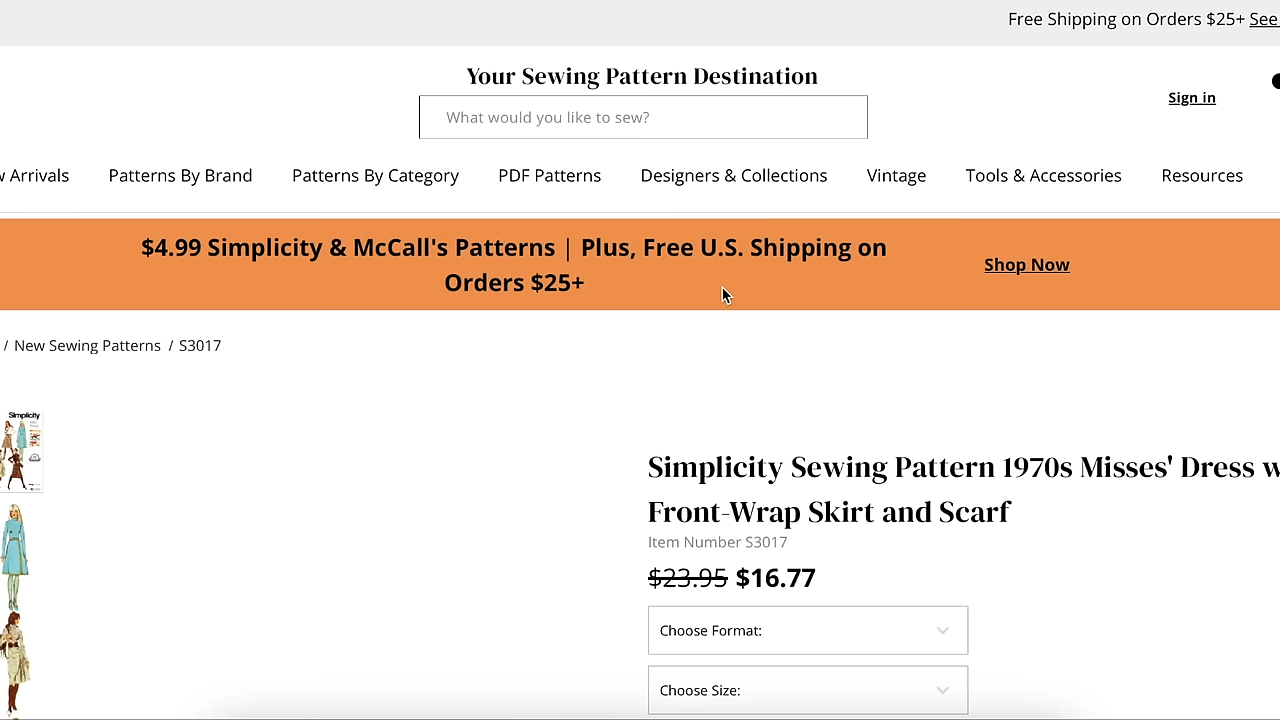 Free Shipping on Orders $25+ See
Your Sewing Pattern Destination
What would you like to sew?
Sign in
w Arrivals Patterns By Brand Patterns By Category PDF Patterns Designers & Collections Vintage Tools & Accessories Resources
$4.99 Simplicity & McCall's Patterns | Plus, Free U.S. Shipping on
Orders $25+
Shop Now
/ New Sewing Patterns / S3017
Simplicity
Simplicity Sewing Pattern 1970s Misses' Dress w
Front-Wrap Skirt and Scarf
Item Number S3017
$23.95 $16.77
Choose Format:
Choose Size: